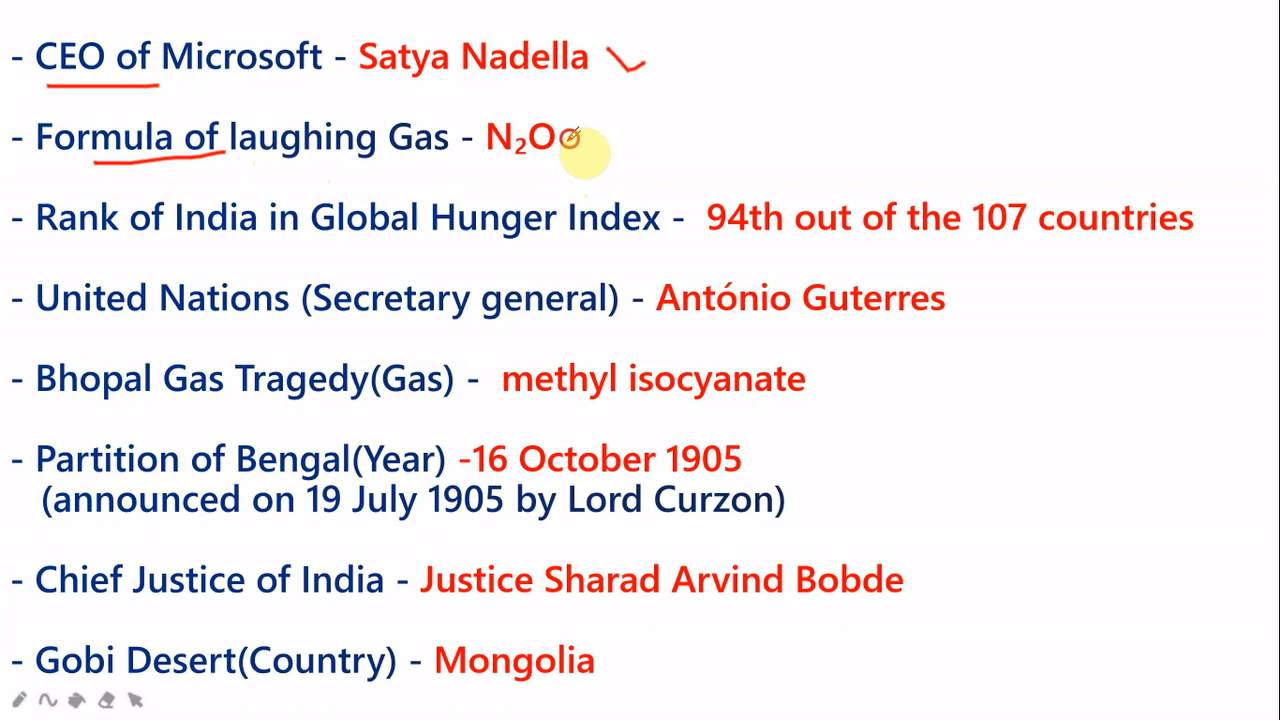 - CEO of Microsoft - Satya Nadella
- Formula of laughing Gas - N₂O
- Rank of India in Global Hunger Index - 94th out of the 107 countries
- United Nations (Secretary general) - António Guterres
- Bhopal Gas Tragedy(Gas) - methyl isocyanate
- Partition of Bengal(Year) -16 October 1905
(announced on 19 July 1905 by Lord Curzon)
- Chief Justice of India - Justice Sharad Arvind Bobde
- Gobi Desert(Country) - Mongolia